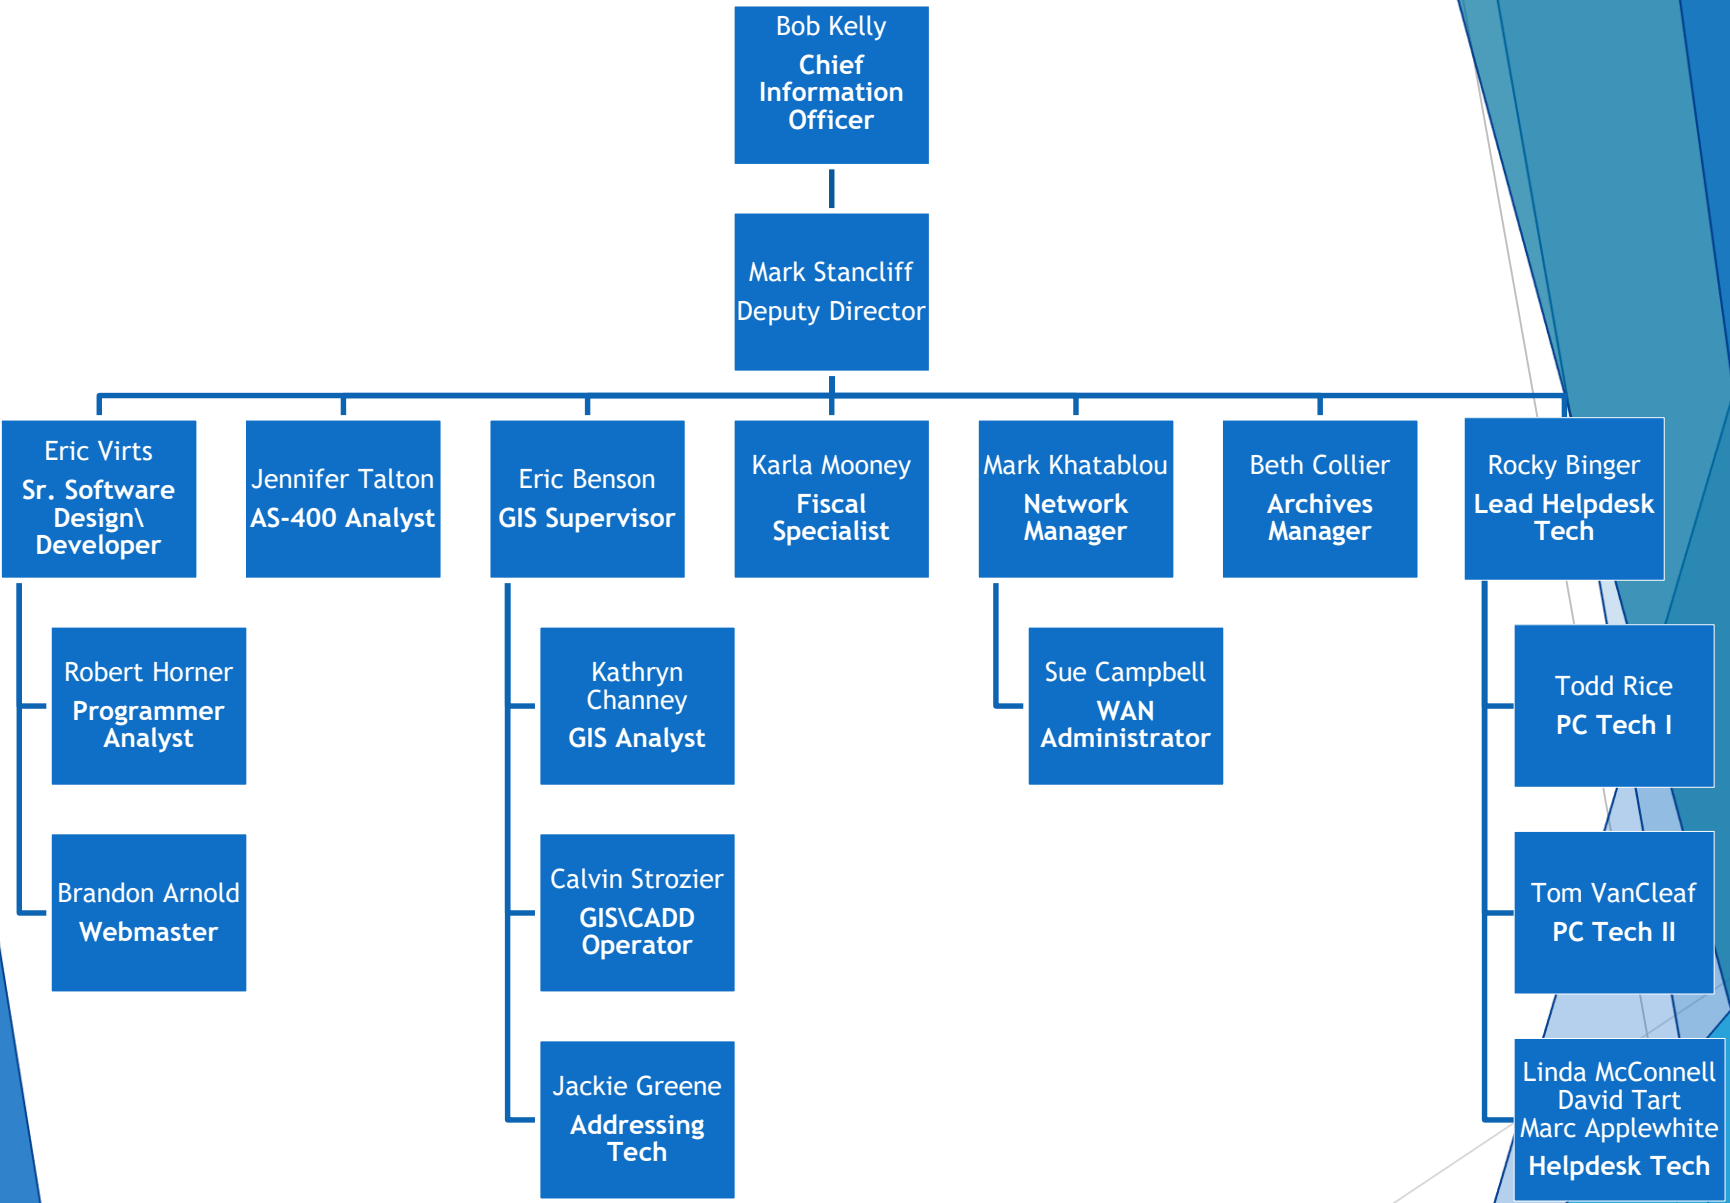 Bob Kelly
Chief
Information
Officer
Mark Stancliff
Deputy Director
Eric Virts
Sr. Software
Design\
Developer
Jennifer Talton
AS-400 Analyst
Eric Benson
GIS Supervisor
Karla Mooney
Fiscal
Specialist
Mark Khatablou
Network
Manager
Beth Collier
Archives
Manager
Rocky Binger
Lead Helpdesk
Tech
Robert Horner
Programmer
Analyst
Kathryn
Channey
GIS Analyst
Sue Campbell
WAN
Administrator
Todd Rice
PC Tech I
Brandon Arnold
Webmaster
Calvin Strozier
GIS\CADD
Operator
Tom VanCleaf
PC Tech II
Jackie Greene
Addressing
Tech
Linda McConnell
David Tart
Marc Applewhite
Helpdesk Tech